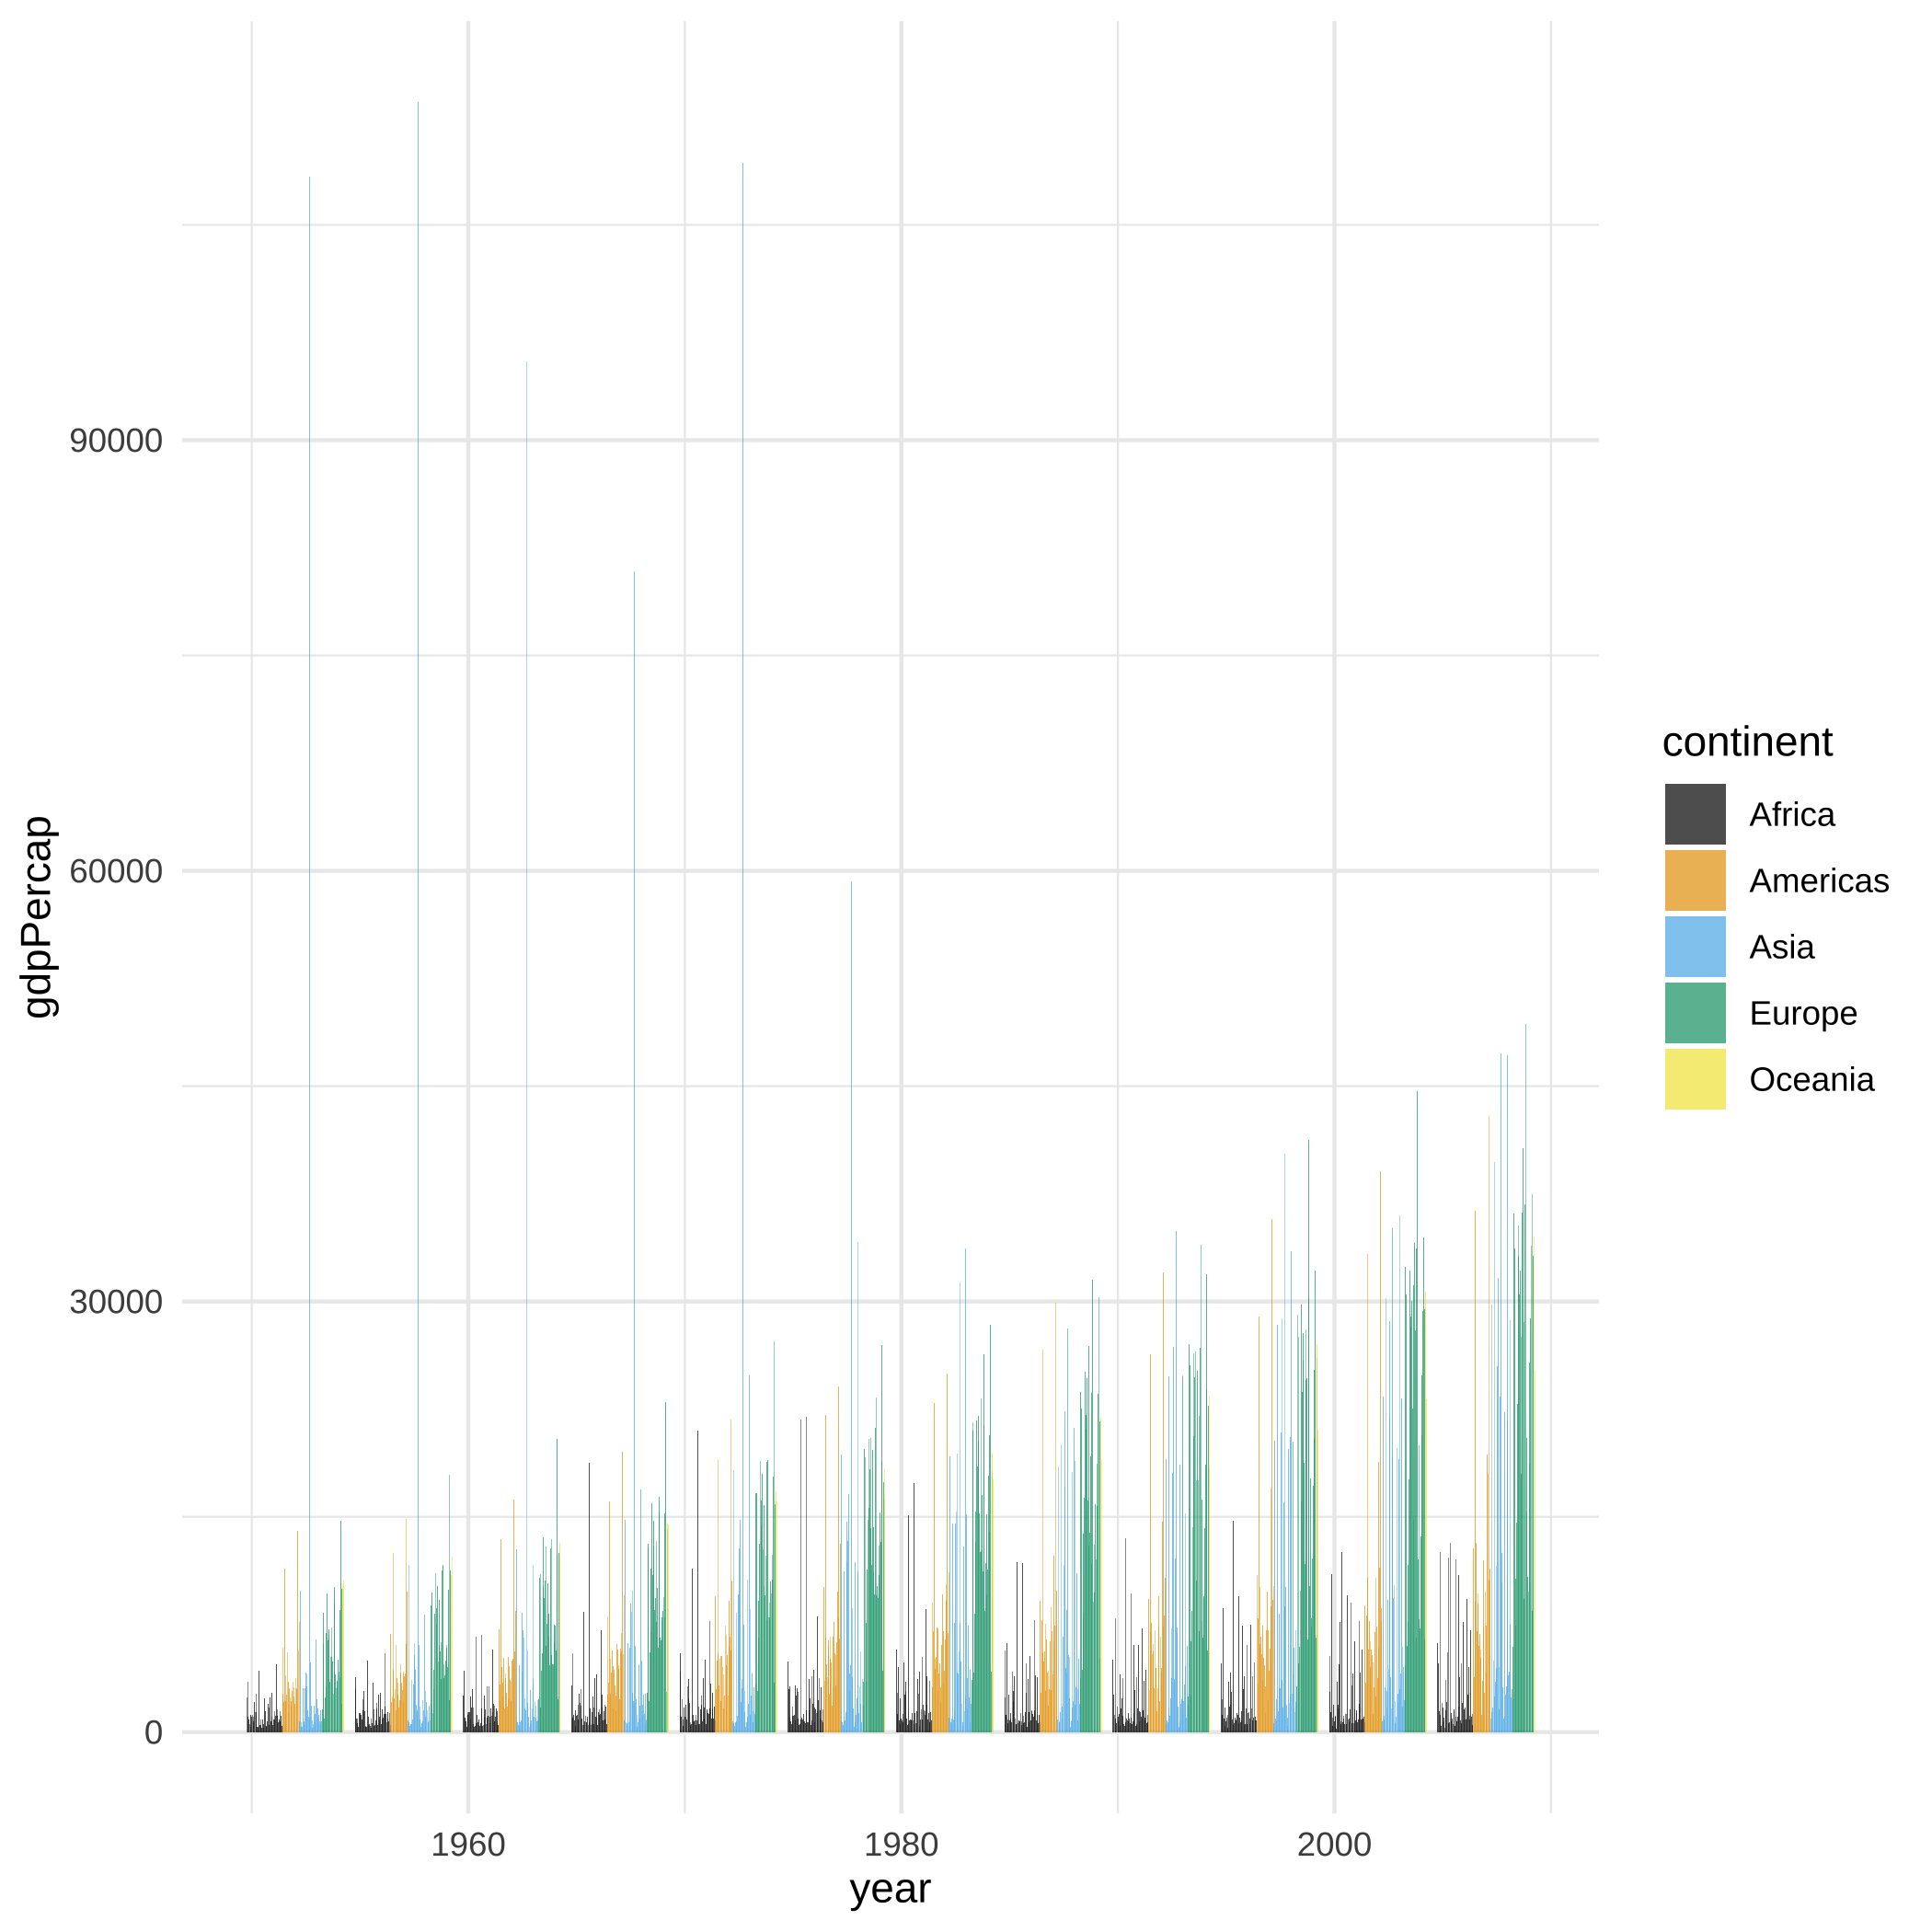 90000
60000
30000
0
gdpPercap
1960
1980
2000
year
continent
Africa
Americas
Asia
Europe
Oceania